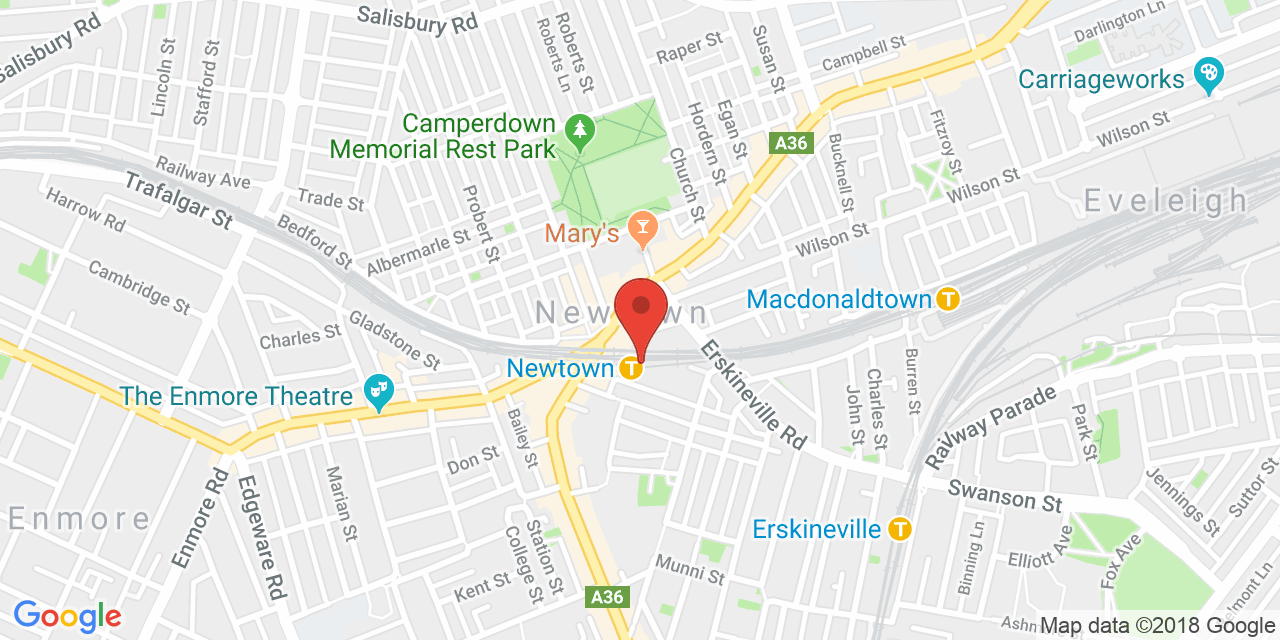 Salisbury Rd
Salisbury Rd
Darlington Ln
Roberts St
Roberts Ln
Raper St
Susan St
Campbell St
Lincoln St
Stafford St
Carriageworks
Egan St
Hordern St
Fitzroy St
Wilson St
Camperdown
Memorial Rest Park
A36
Bucknell St
Railway Ave
Church St
Trafalgar St
Trade St
Probert St
Wilson St
Eveleigh
Harrow Rd
Bedford St
Albermarle St
Mary's
Wilson St
Cambridge St
Macdonaldtown
T
Newtown
Charles St
Gladstone St
Newtown
T
Erskineville Rd
Burren St
Charles St
John St
The Enmore Theatre
Railway Parade
Park St
Bailey St
Don St
Marian St
Enmore
Enmore Rd
Edgeware Rd
Swanson St
Jennings St
Suttor St
Station St
College St
Erskineville
T
Binning Ln
Elliott Ave
Fox Ave
Munni St
Kent St
A36
Google
Map data ©2018 Google